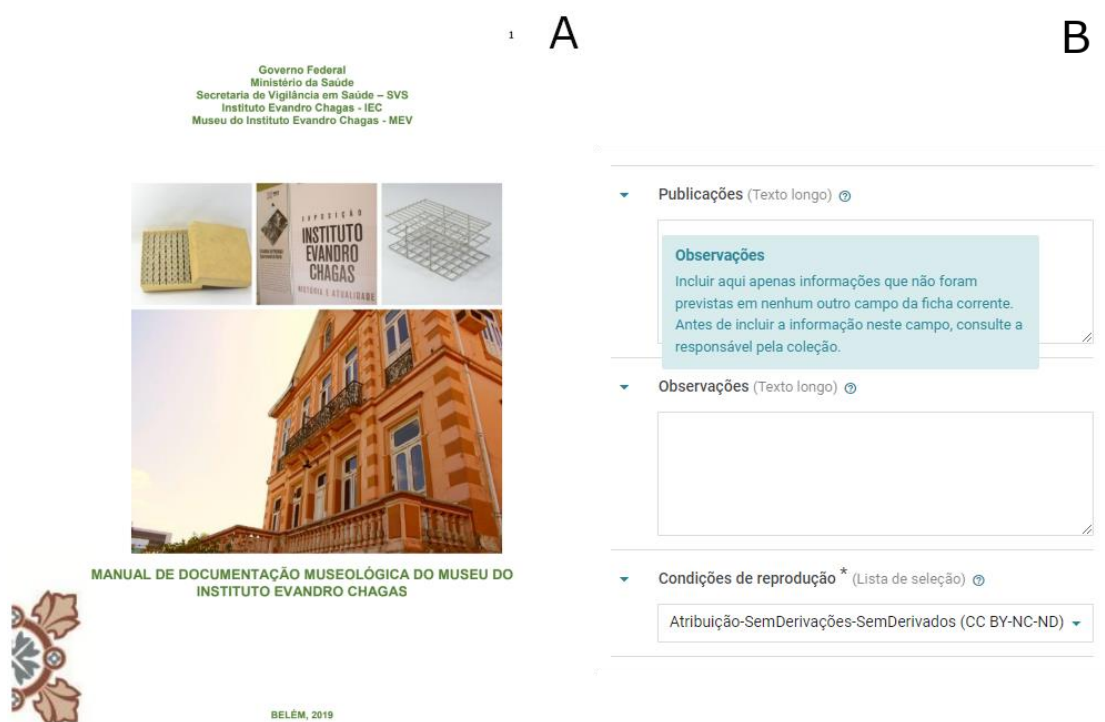 1
A
B
Governo Federal
Ministério da Saúde
Secretaria de Vigilância em Saúde – SVS
Instituto Evandro Chagas - IEC
Museu do Instituto Evandro Chagas - MEV
EXPOSIÇÃO
INSTITUTO
EVANDRO
CHAGAS
HISTÓRIA E ATUALIDADE
MANUAL DE DOCUMENTAÇÃO MUSEOLÓGICA DO MUSEU DO
INSTITUTO EVANDRO CHAGAS
BELÉM, 2019
Publicações (Texto longo)
Observações
Incluir aqui apenas informações que não foram
previstas em nenhum outro campo da ficha corrente.
Antes de incluir a informação neste campo, consulte a
responsável pela coleção.
Observações (Texto longo)
Condições de reprodução * (Lista de seleção)
Atribuição-SemDerivações-SemDerivados (CC BY-NC-ND)